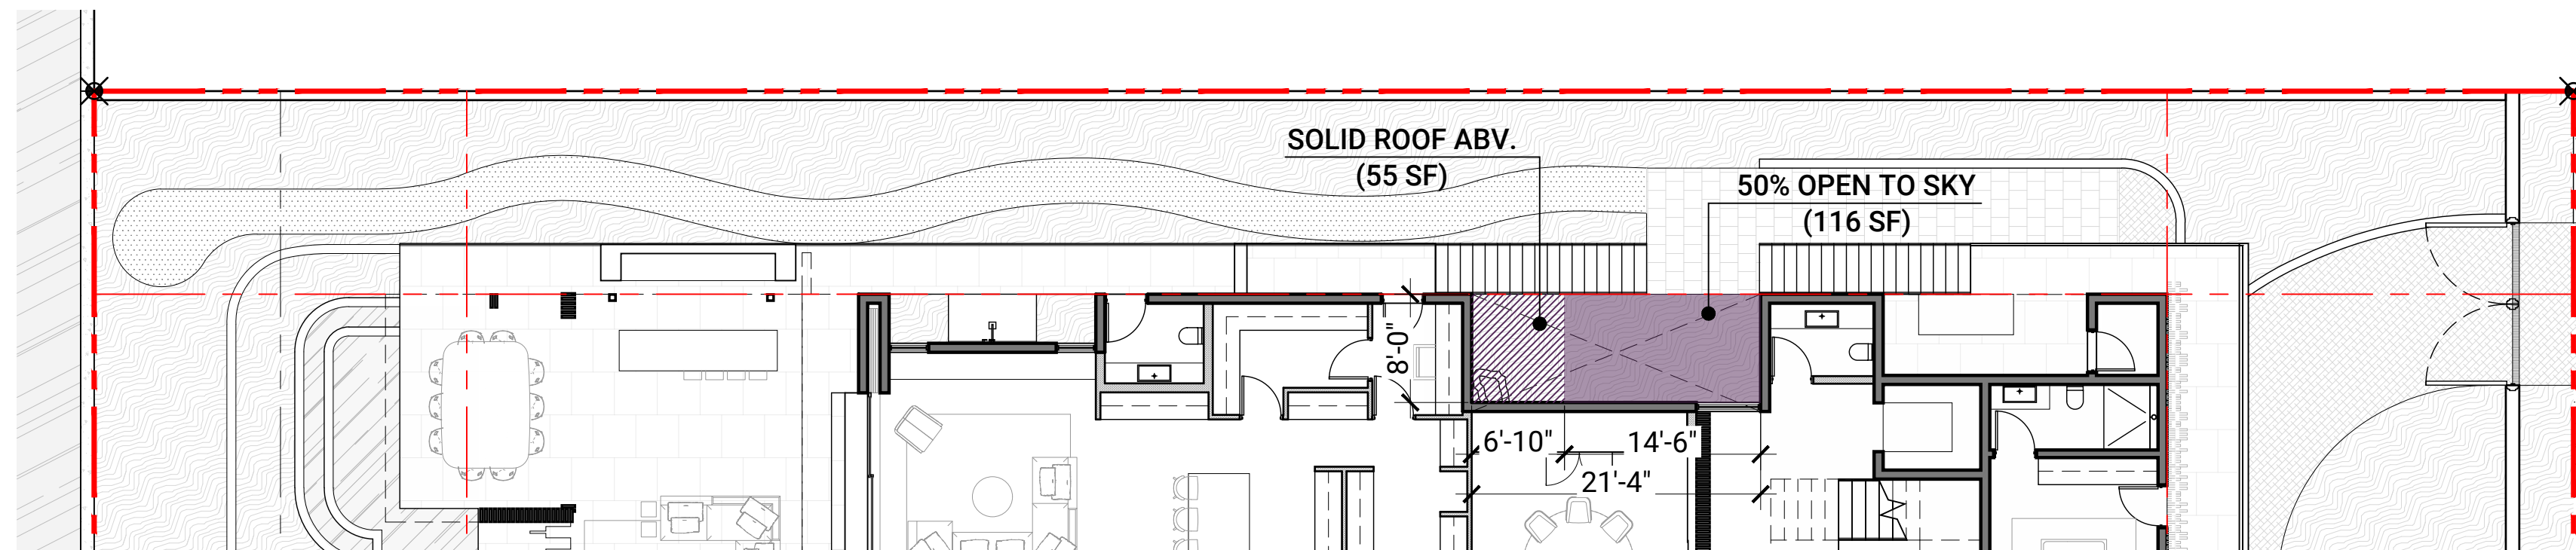 SOLID ROOF ABV.
(55 SF)
50% OPEN TO SKY
(116 SF)
8'-0"
6'-10"
14'-6"
21'-4"